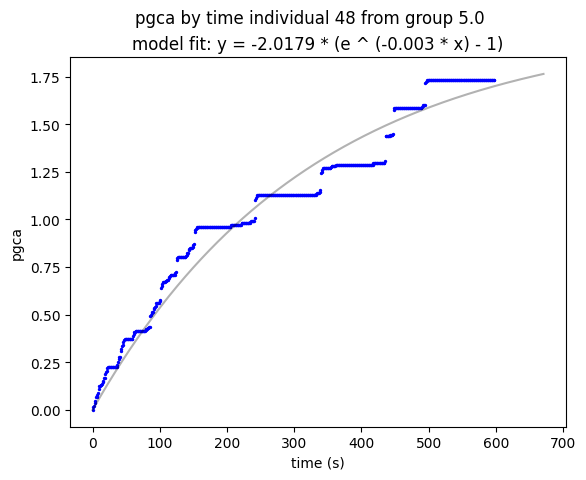 pgca by time individual 48 from group 5.0
model fit: y = -2.0179 * (e ^ (-0.003 * x) - 1)
1.75
1.50
1.25
1.00
0.75
0.50
0.25
0.00
pgca
0 100 200 300 400 500 600 700
time (s)